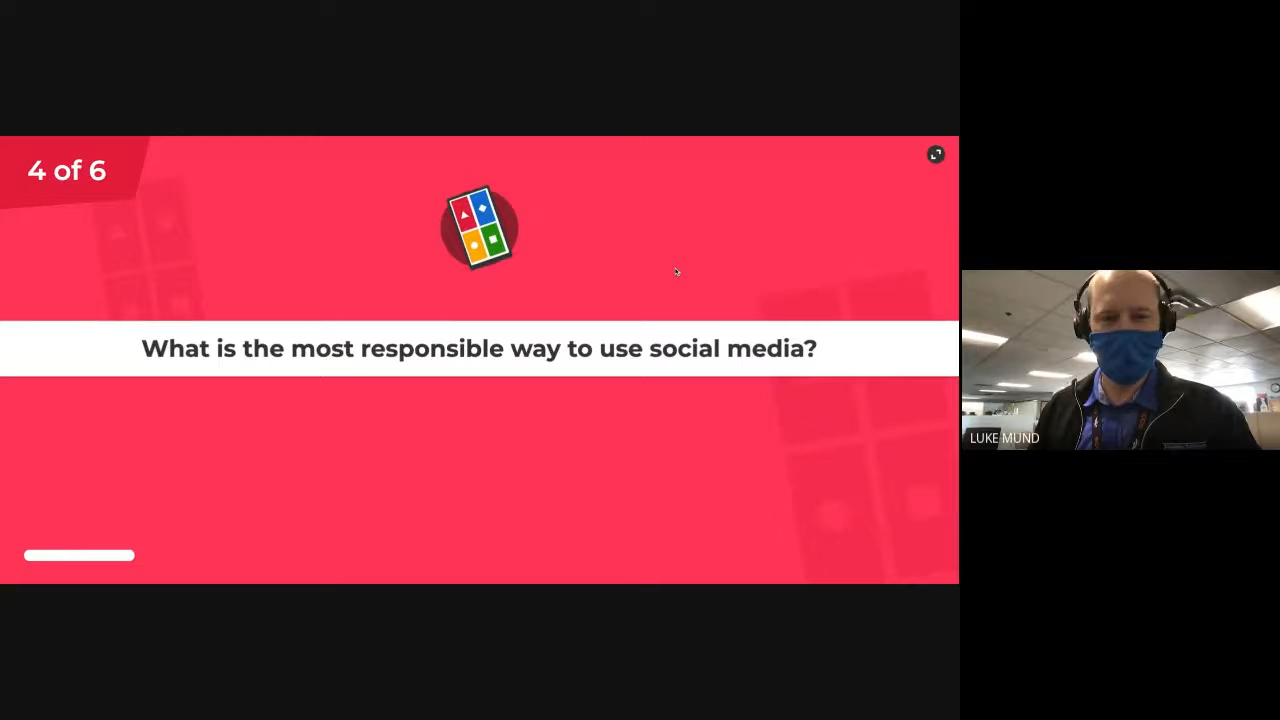 4 of 6
What is the most responsible way to use social media?
LUKE MUND